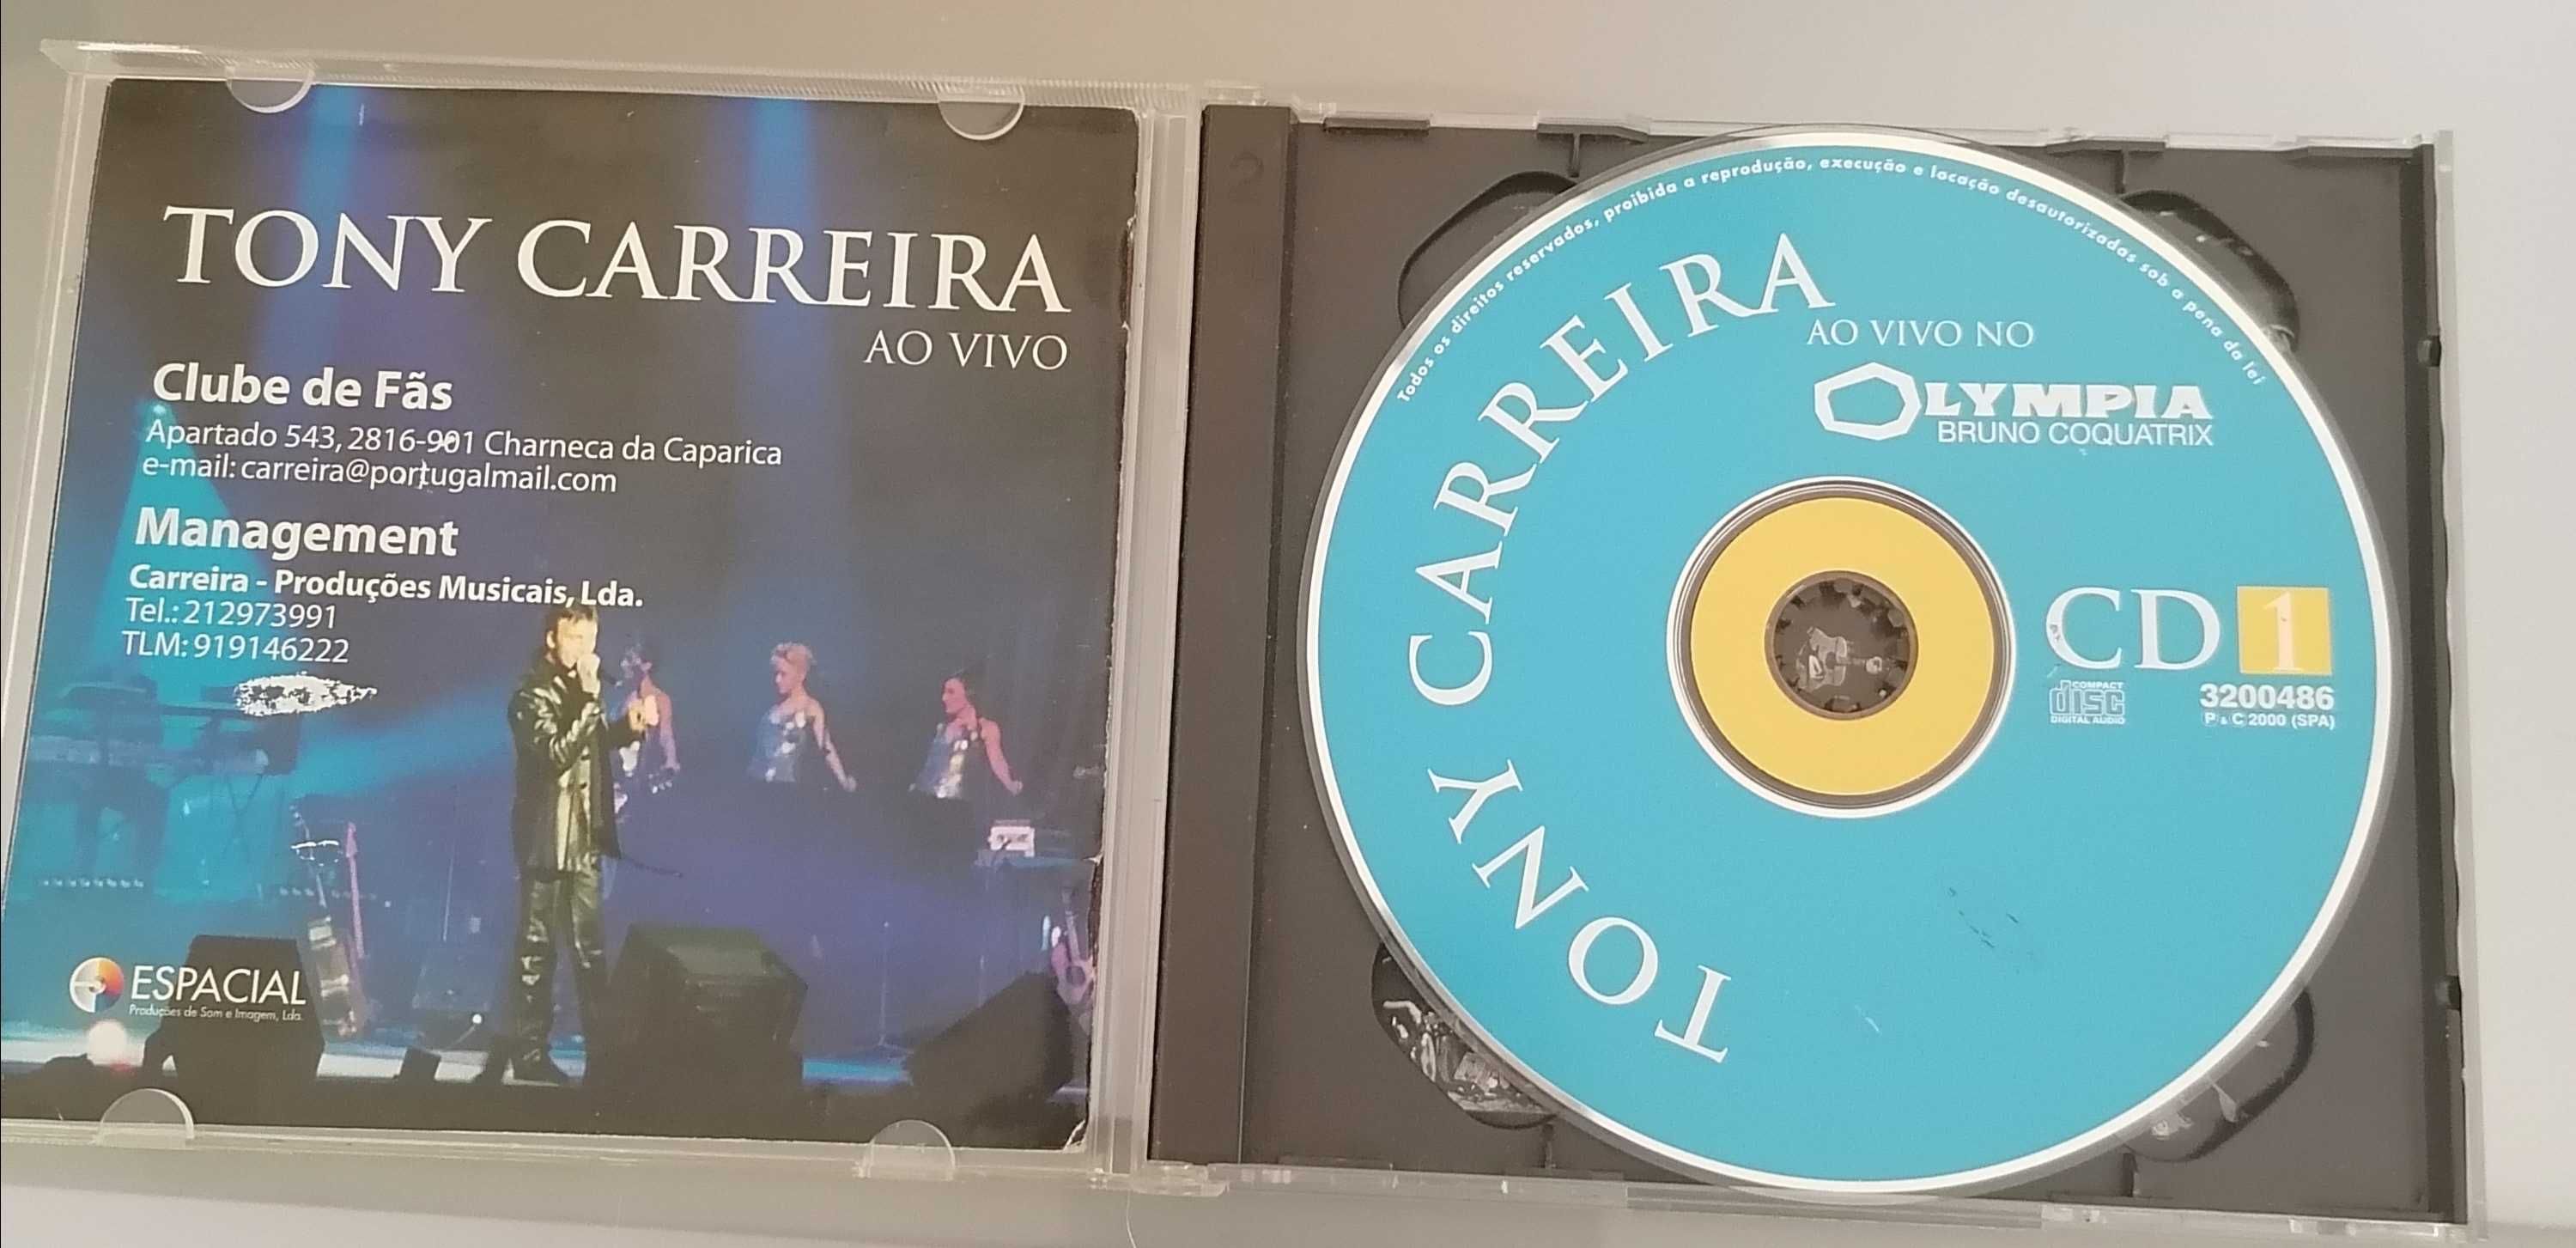 TONY CARREIRA
AO VIVO
Clube de Fãs
Apartado 543, 2816-901 Charneca da Caparica
e-mail: carreira@portugalmail.com
Management
Carreira - Produções Musicais, Lda.
Tel.: 212973991
TLM: 919146222
ESPACIAL
Produções de Som e Imagem, Lda.
2
Todos os direitos reservados, proibida a reprodução, execução e locação desautorizadas sob a pena da lei
TONY CARREIRA
AO VIVO NO
OLYMPIA
BRUNO COQUATRIX
CD 1
COMPACT
disc
DIGITAL AUDIO
3200486
P & C 2000 (SPA)